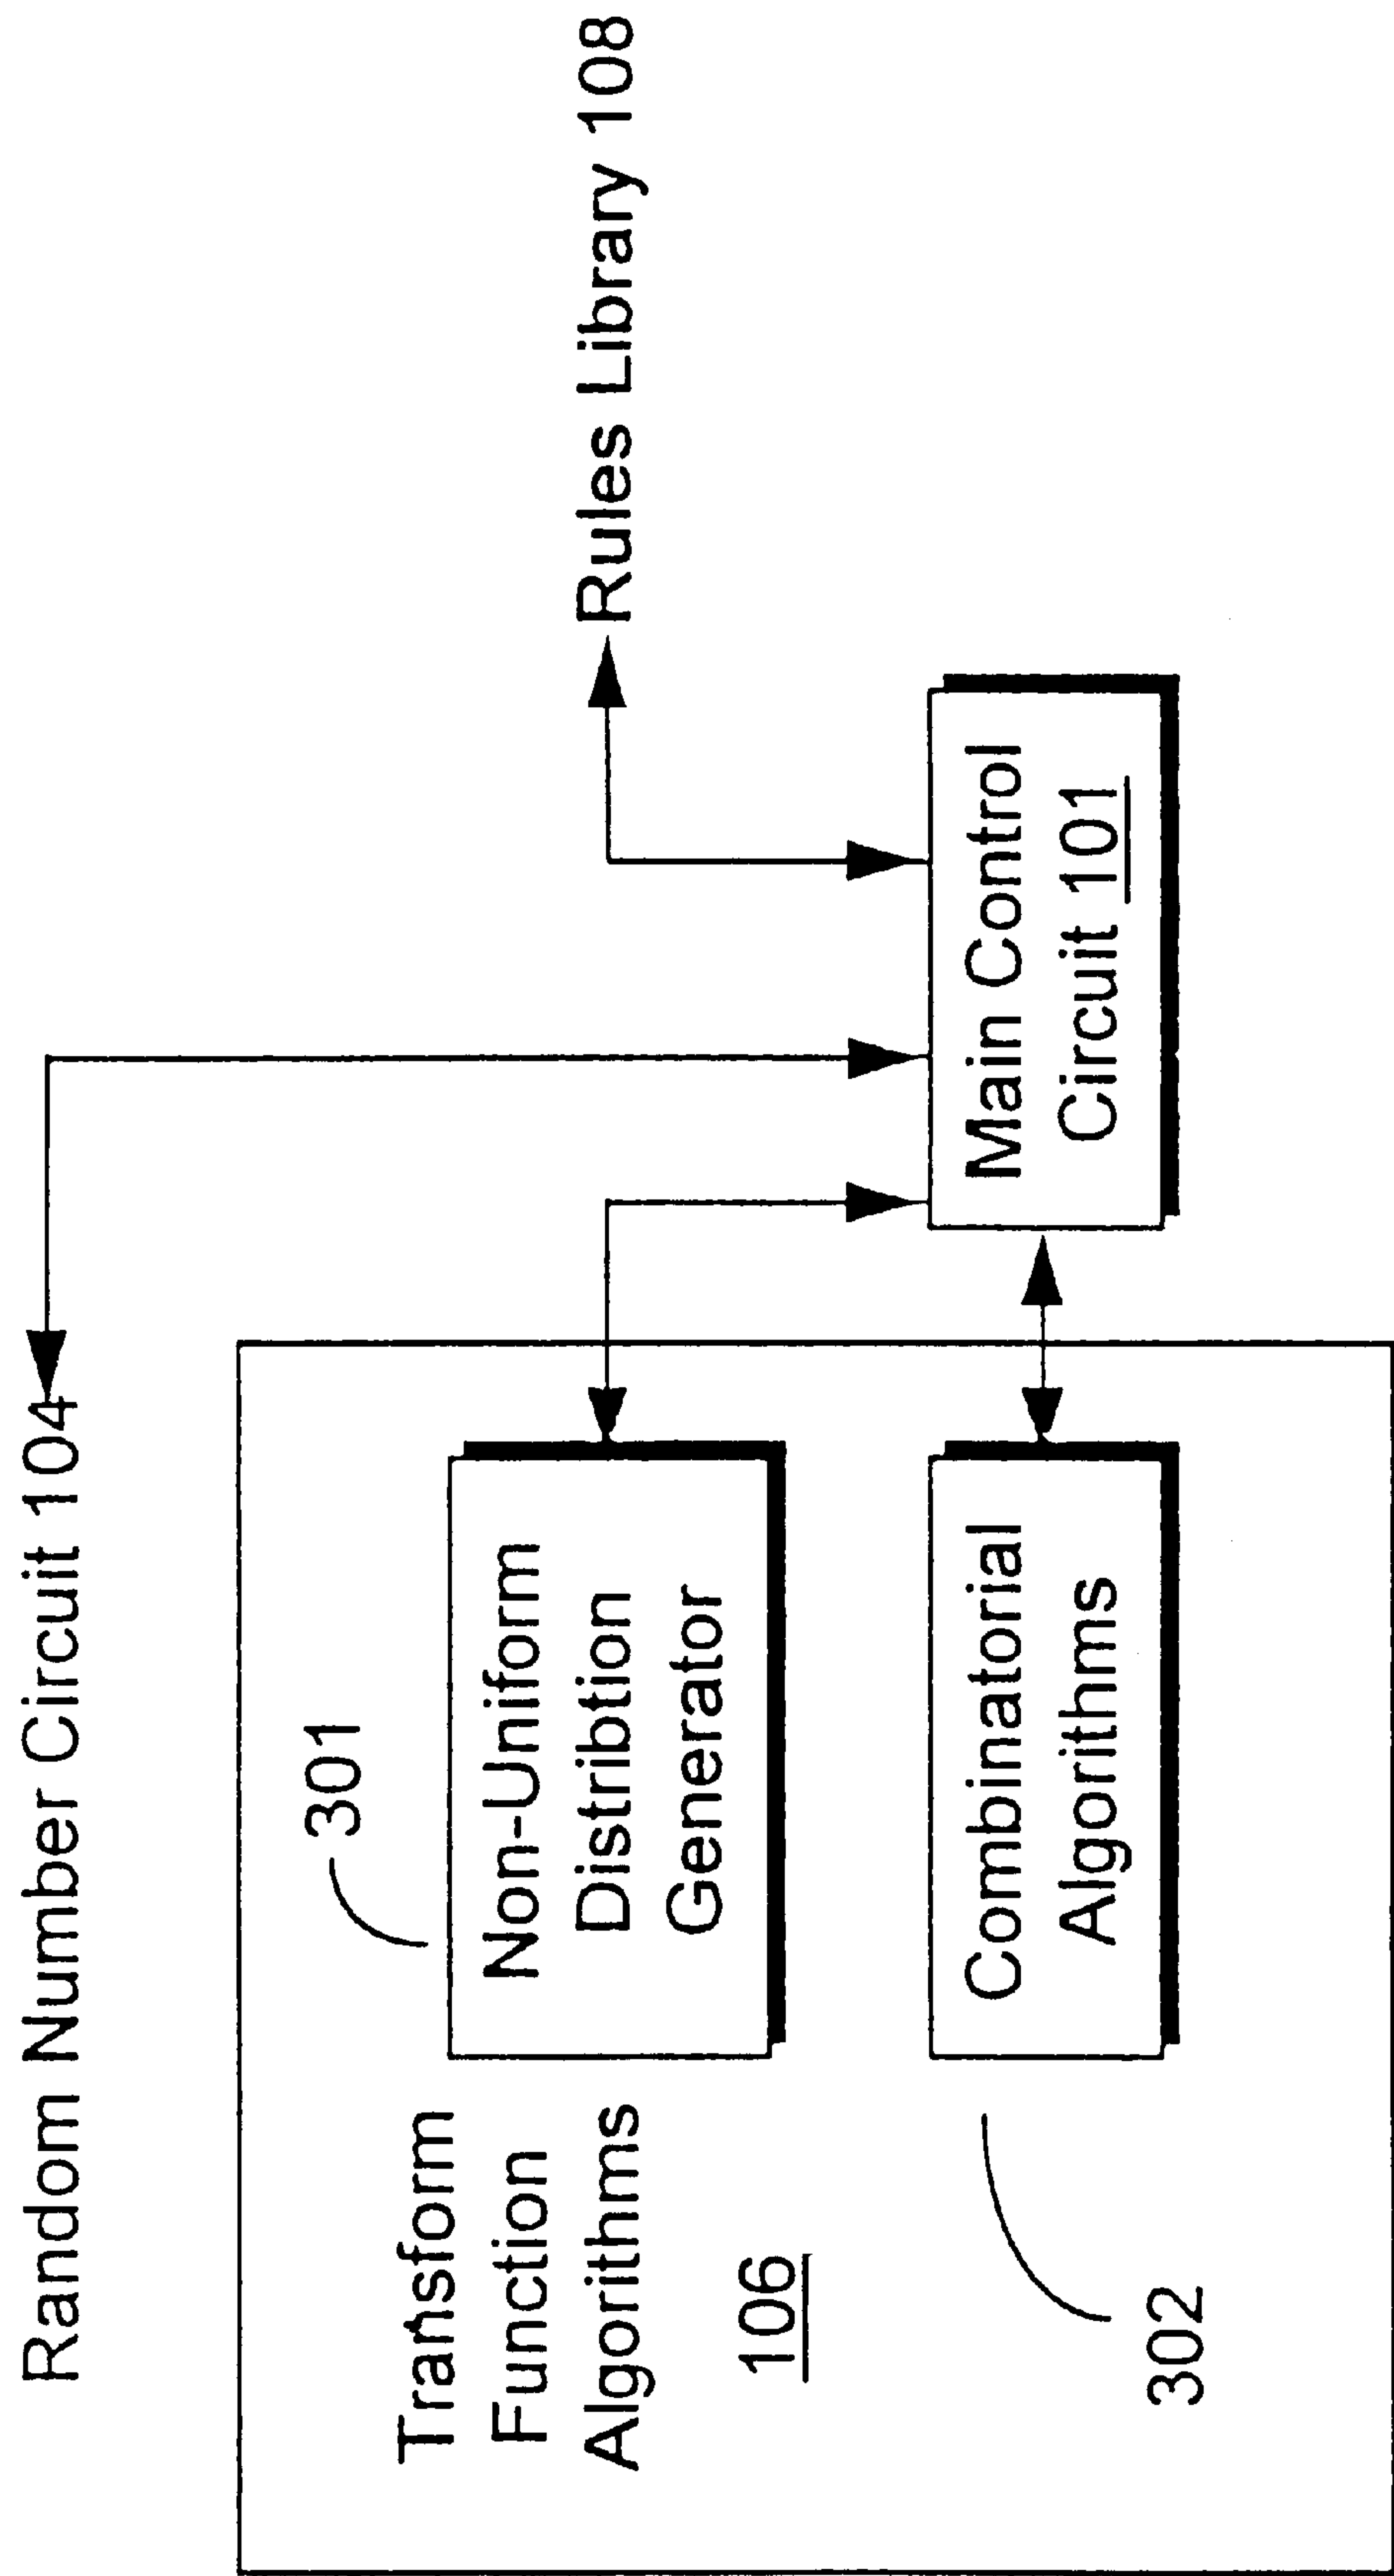 Random Number Circuit 104
Rules Library 108
Transform
Function
Algorithms
106
301
Non-Uniform
Distribtion
Generator
302
Combinatorial
Algorithms
Main Control
Circuit 101